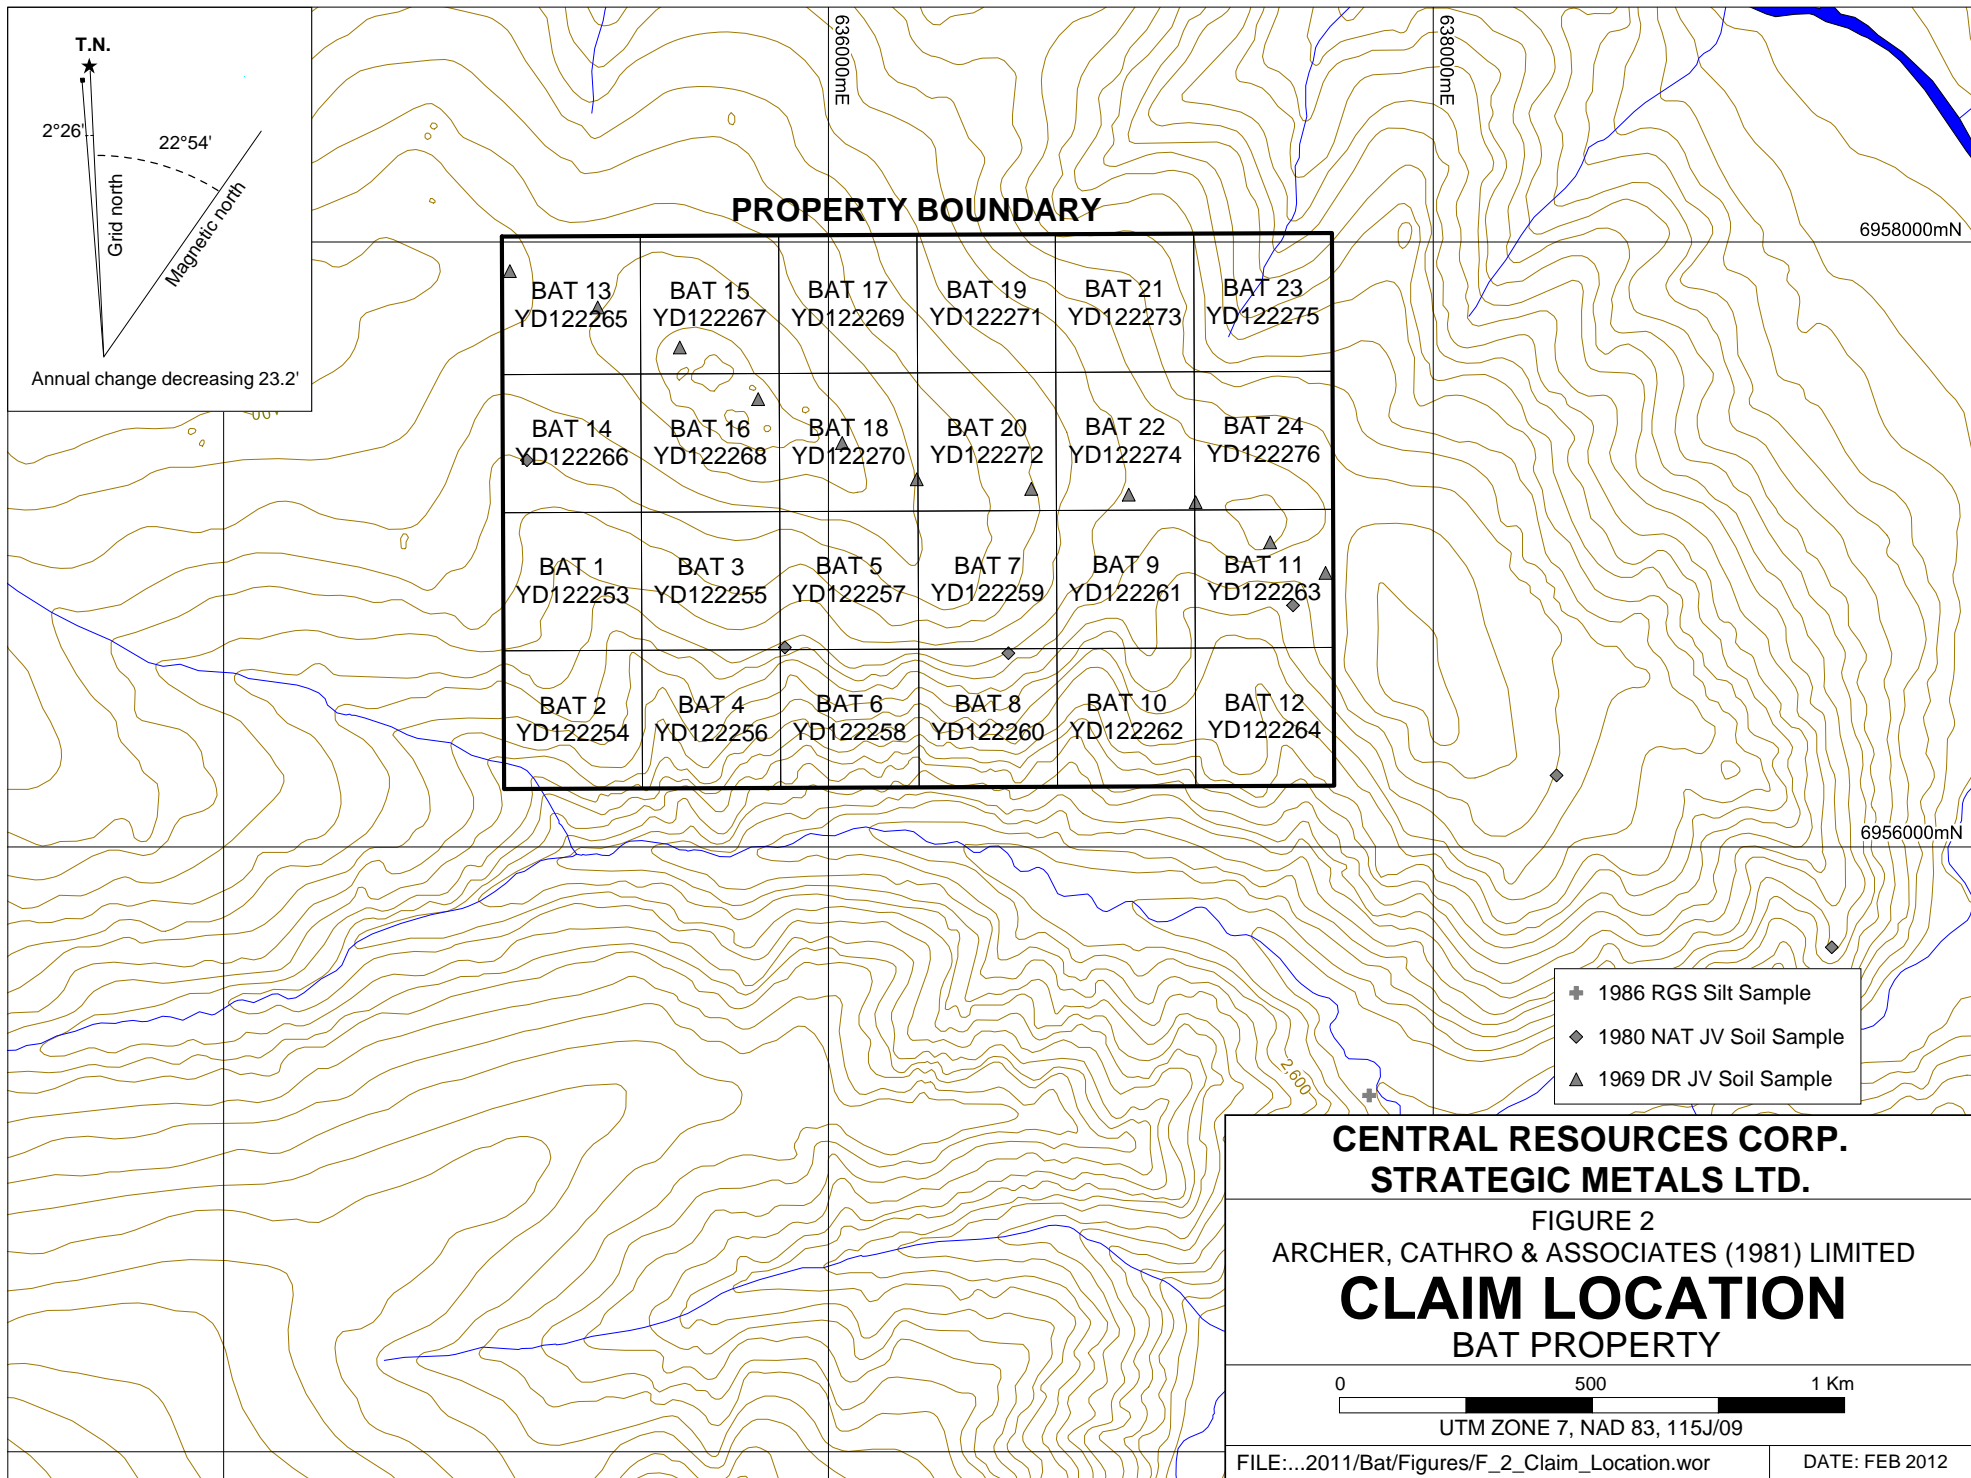 T.N.
2°26'
22°54'
Grid north
Magnetic north
Annual change decreasing 23.2'
636000mE
638000mE
6958000mN
6956000mN
PROPERTY BOUNDARY
BAT 13
YD122265
BAT 15
YD122267
BAT 17
YD122269
BAT 19
YD122271
BAT 21
YD122273
BAT 23
YD122275
BAT 14
YD122266
BAT 16
YD122268
BAT 18
YD122270
BAT 20
YD122272
BAT 22
YD122274
BAT 24
YD122276
BAT 1
YD122253
BAT 3
YD122255
BAT 5
YD122257
BAT 7
YD122259
BAT 9
YD122261
BAT 11
YD122263
BAT 2
YD122254
BAT 4
YD122256
BAT 6
YD122258
BAT 8
YD122260
BAT 10
YD122262
BAT 12
YD122264
2,600
1986 RGS Silt Sample
1980 NAT JV Soil Sample
1969 DR JV Soil Sample
CENTRAL RESOURCES CORP.
STRATEGIC METALS LTD.
FIGURE 2
ARCHER, CATHRO & ASSOCIATES (1981) LIMITED
CLAIM LOCATION
BAT PROPERTY
0 500 1 Km
UTM ZONE 7, NAD 83, 115J/09
FILE:...2011/Bat/Figures/F_2_Claim_Location.wor
DATE: FEB 2012